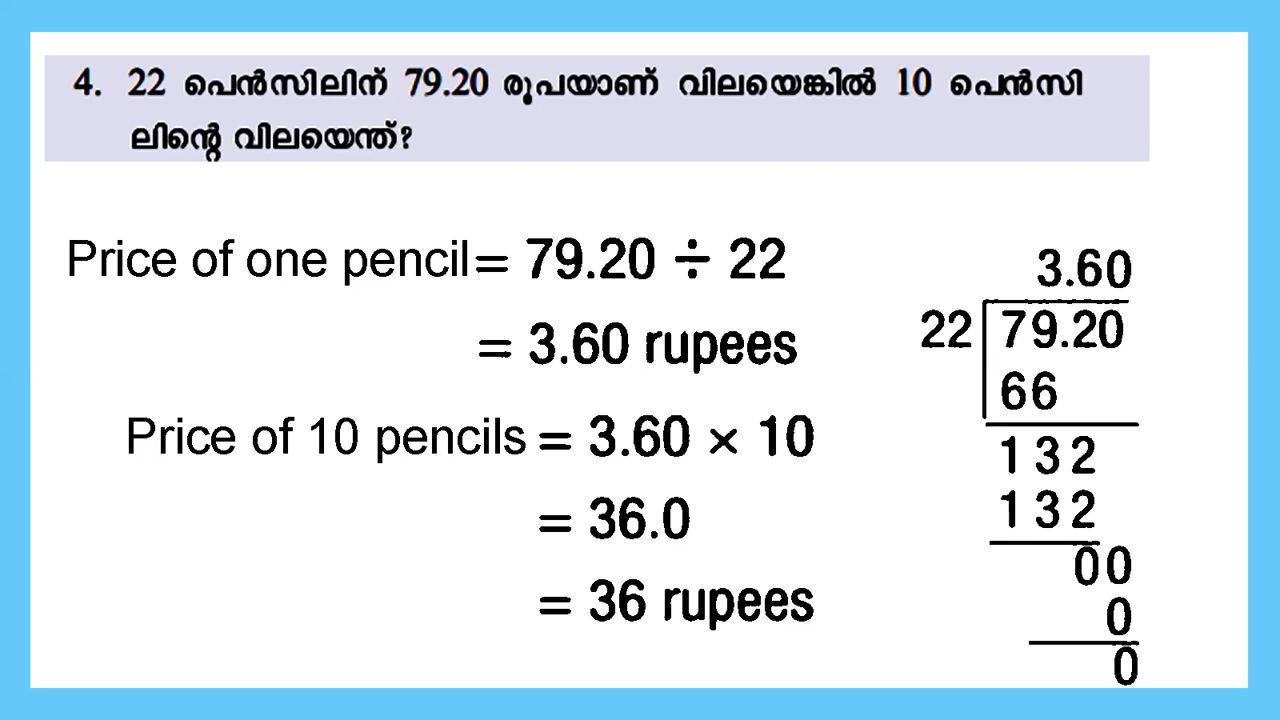 4. 22 പെൻസിലിന് 79.20 രൂപയാണ് വിലയെങ്കിൽ 10 പെൻസി
ലിന്റെ വിലയെന്ത്?
Price of one pencil = 79.20 ÷ 22
= 3.60 rupees
Price of 10 pencils = 3.60 × 10
= 36.0
= 36 rupees
3.60
22 79.20
66
132
132
00
0
0